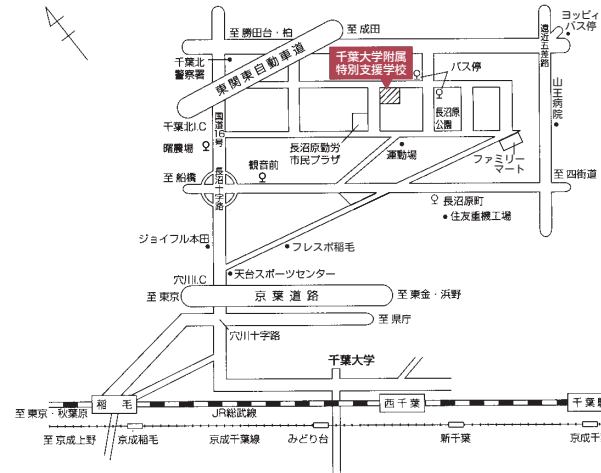 至 勝田台・柏
至 成田
ヨッピィ
バス停
遠近五差路
千葉北
警察署
東関東自動車道
千葉大学附属
特別支援学校
バス停
山王病院
国道16号
長沼原
公園
千葉北I.C
曙農場
長沼原勤労
市民プラザ
運動場
ファミリー
マート
至 船橋
長沼十字路
観音前
至 四街道
長沼原町
住友重機工場
ジョイフル本田
フレスポ稲毛
穴川I.C
天台スポーツセンター
至 東京
京葉道路
至 東金・浜野
至 県庁
穴川十字路
千葉大学
稲毛
西千葉
千葉
至 東京・秋葉原
JR総武線
至 京成上野
京成稲毛
京成千葉線
みどり台
新千葉
京成千